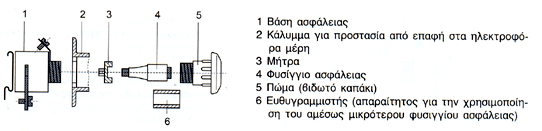 1 2 3 4 5
6
1 Βάση ασφάλειας
2 Κάλυμμα για προστασία από επαφή στα ηλεκτροφό-
ρα μέρη
3 Μήτρα
4 Φυσίγγιο ασφάλειας
5 Πώμα (βιδωτό καπάκι)
6 Ευθυγραμμιστής (απαραίτητος για την χρησιμοποίη-
ση του αμέσως μικρότερου φυσιγγίου ασφάλειας)